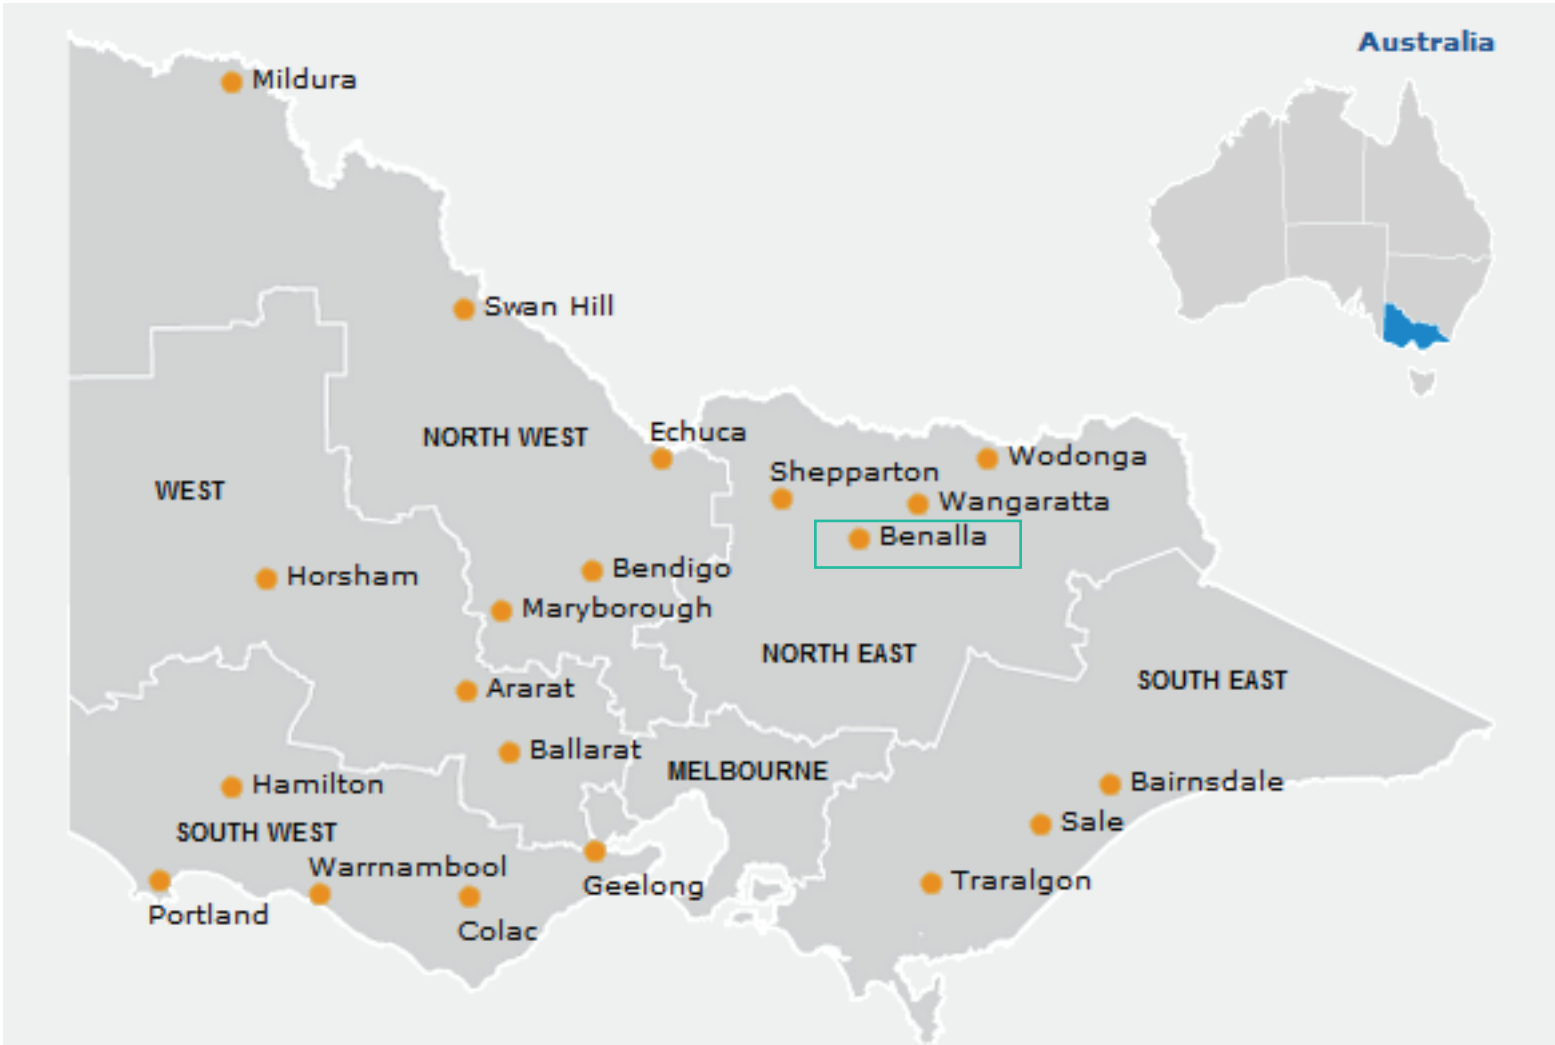 Australia
Mildura
Swan Hill
Echuca
NORTH WEST
Wodonga
Shepparton
WEST
Wangaratta
Benalla
Bendigo
Horsham
Maryborough
NORTH EAST
SOUTH EAST
Ararat
Ballarat
MELBOURNE
Hamilton
Bairnsdale
Sale
SOUTH WEST
Warrnambool
Geelong
Traralgon
Portland
Colac